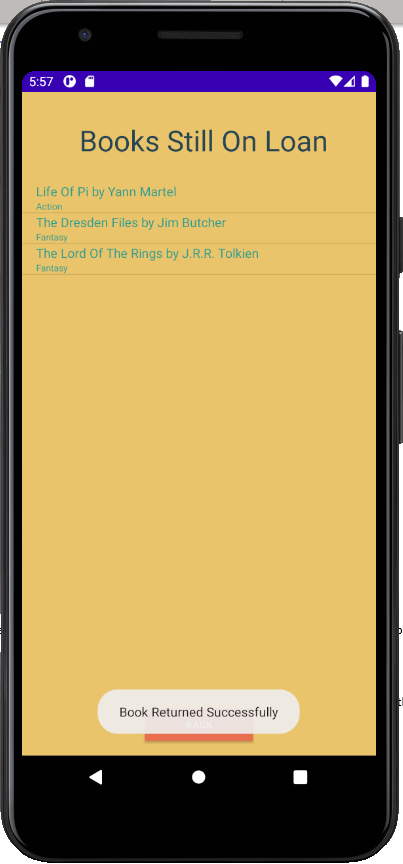 5:57
Books Still On Loan
Life Of Pi by Yann Martel
Action
The Dresden Files by Jim Butcher
Fantasy
The Lord Of The Rings by J.R.R. Tolkien
Fantasy
Book Returned Successfully
BACK